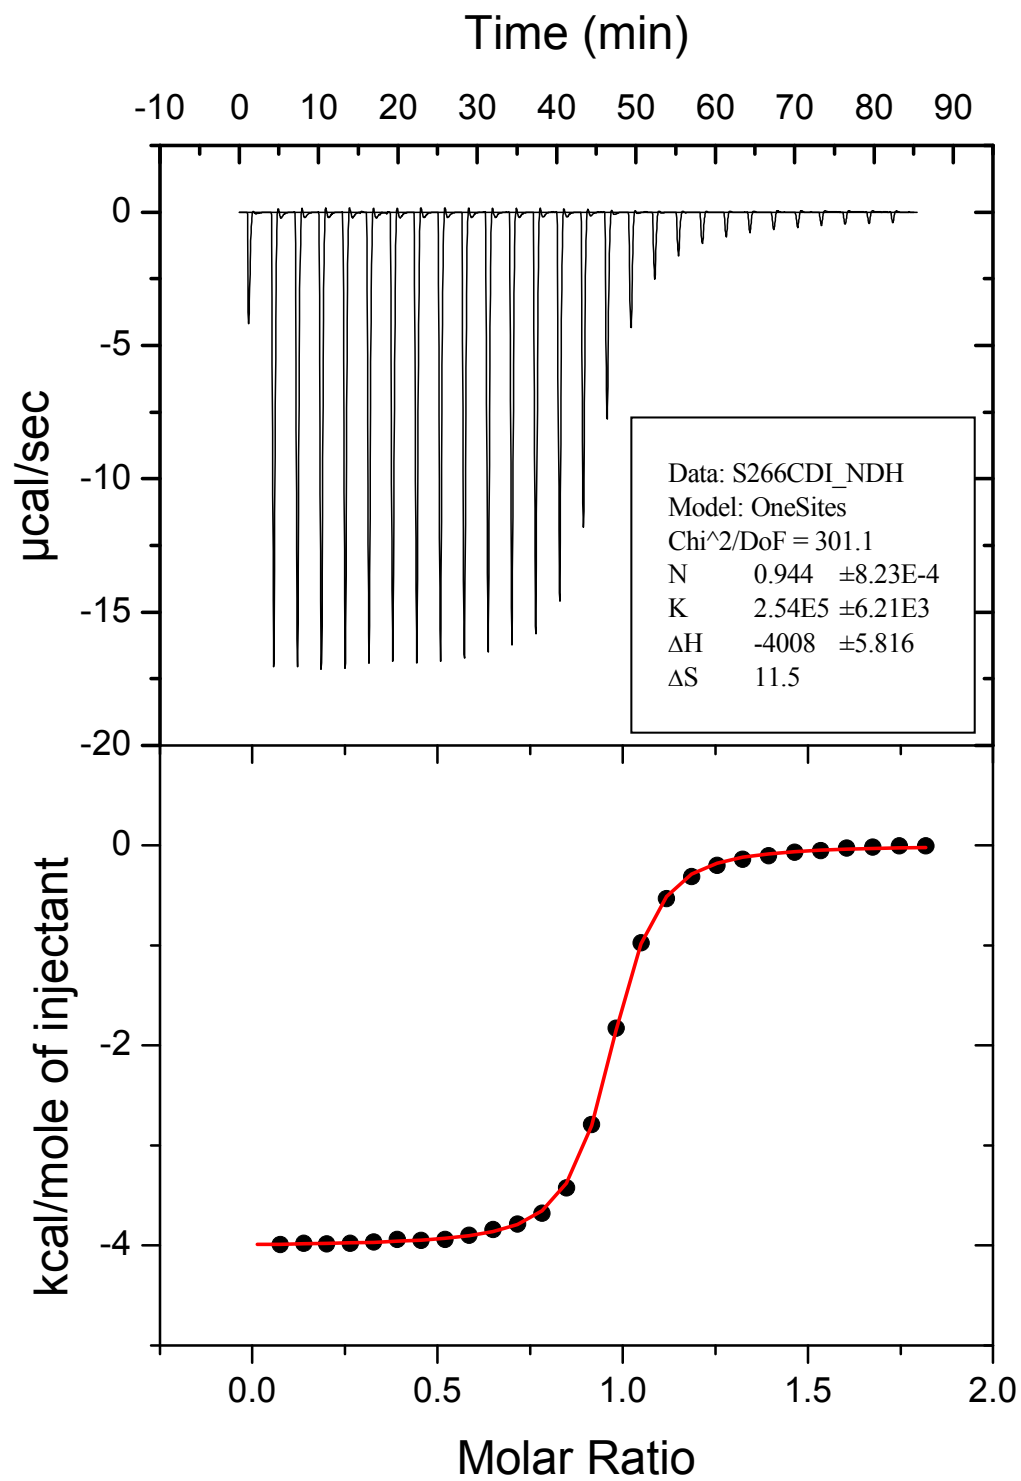 Time (min)
-10 0 10 20 30 40 50 60 70 80 90
0
-5
-10
-15
-20
µcal/sec
Data: S266CDI_NDH
Model: OneSites
Chi^2/DoF = 301.1
N 0.944 ±8.23E-4
K 2.54E5 ±6.21E3
ΔH -4008 ±5.816
ΔS 11.5
0
-2
-4
kcal/mole of injectant
0.0 0.5 1.0 1.5 2.0
Molar Ratio